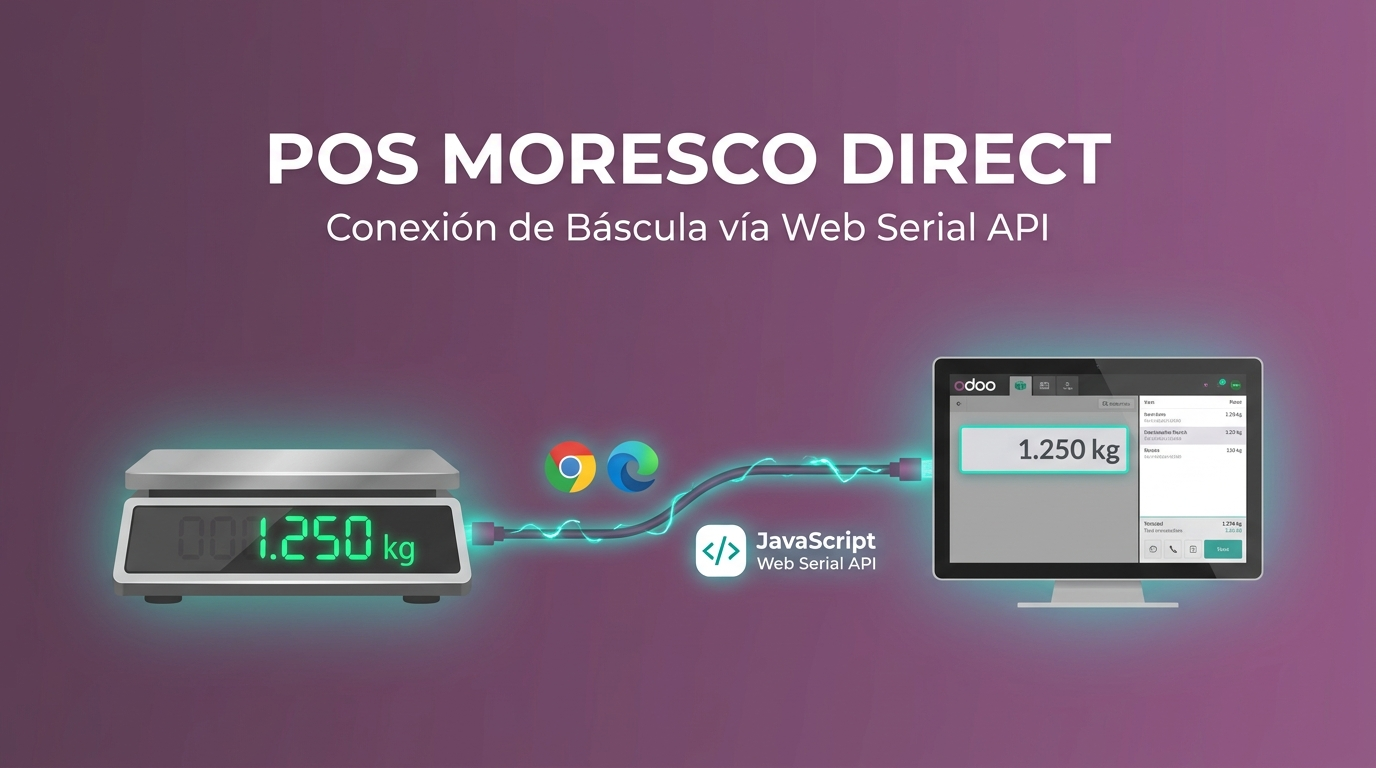 POS MORESCO DIRECT
Conexión de Báscula vía Web Serial API
odoo
1.250 kg
1.250 kg
JavaScript
Web Serial API